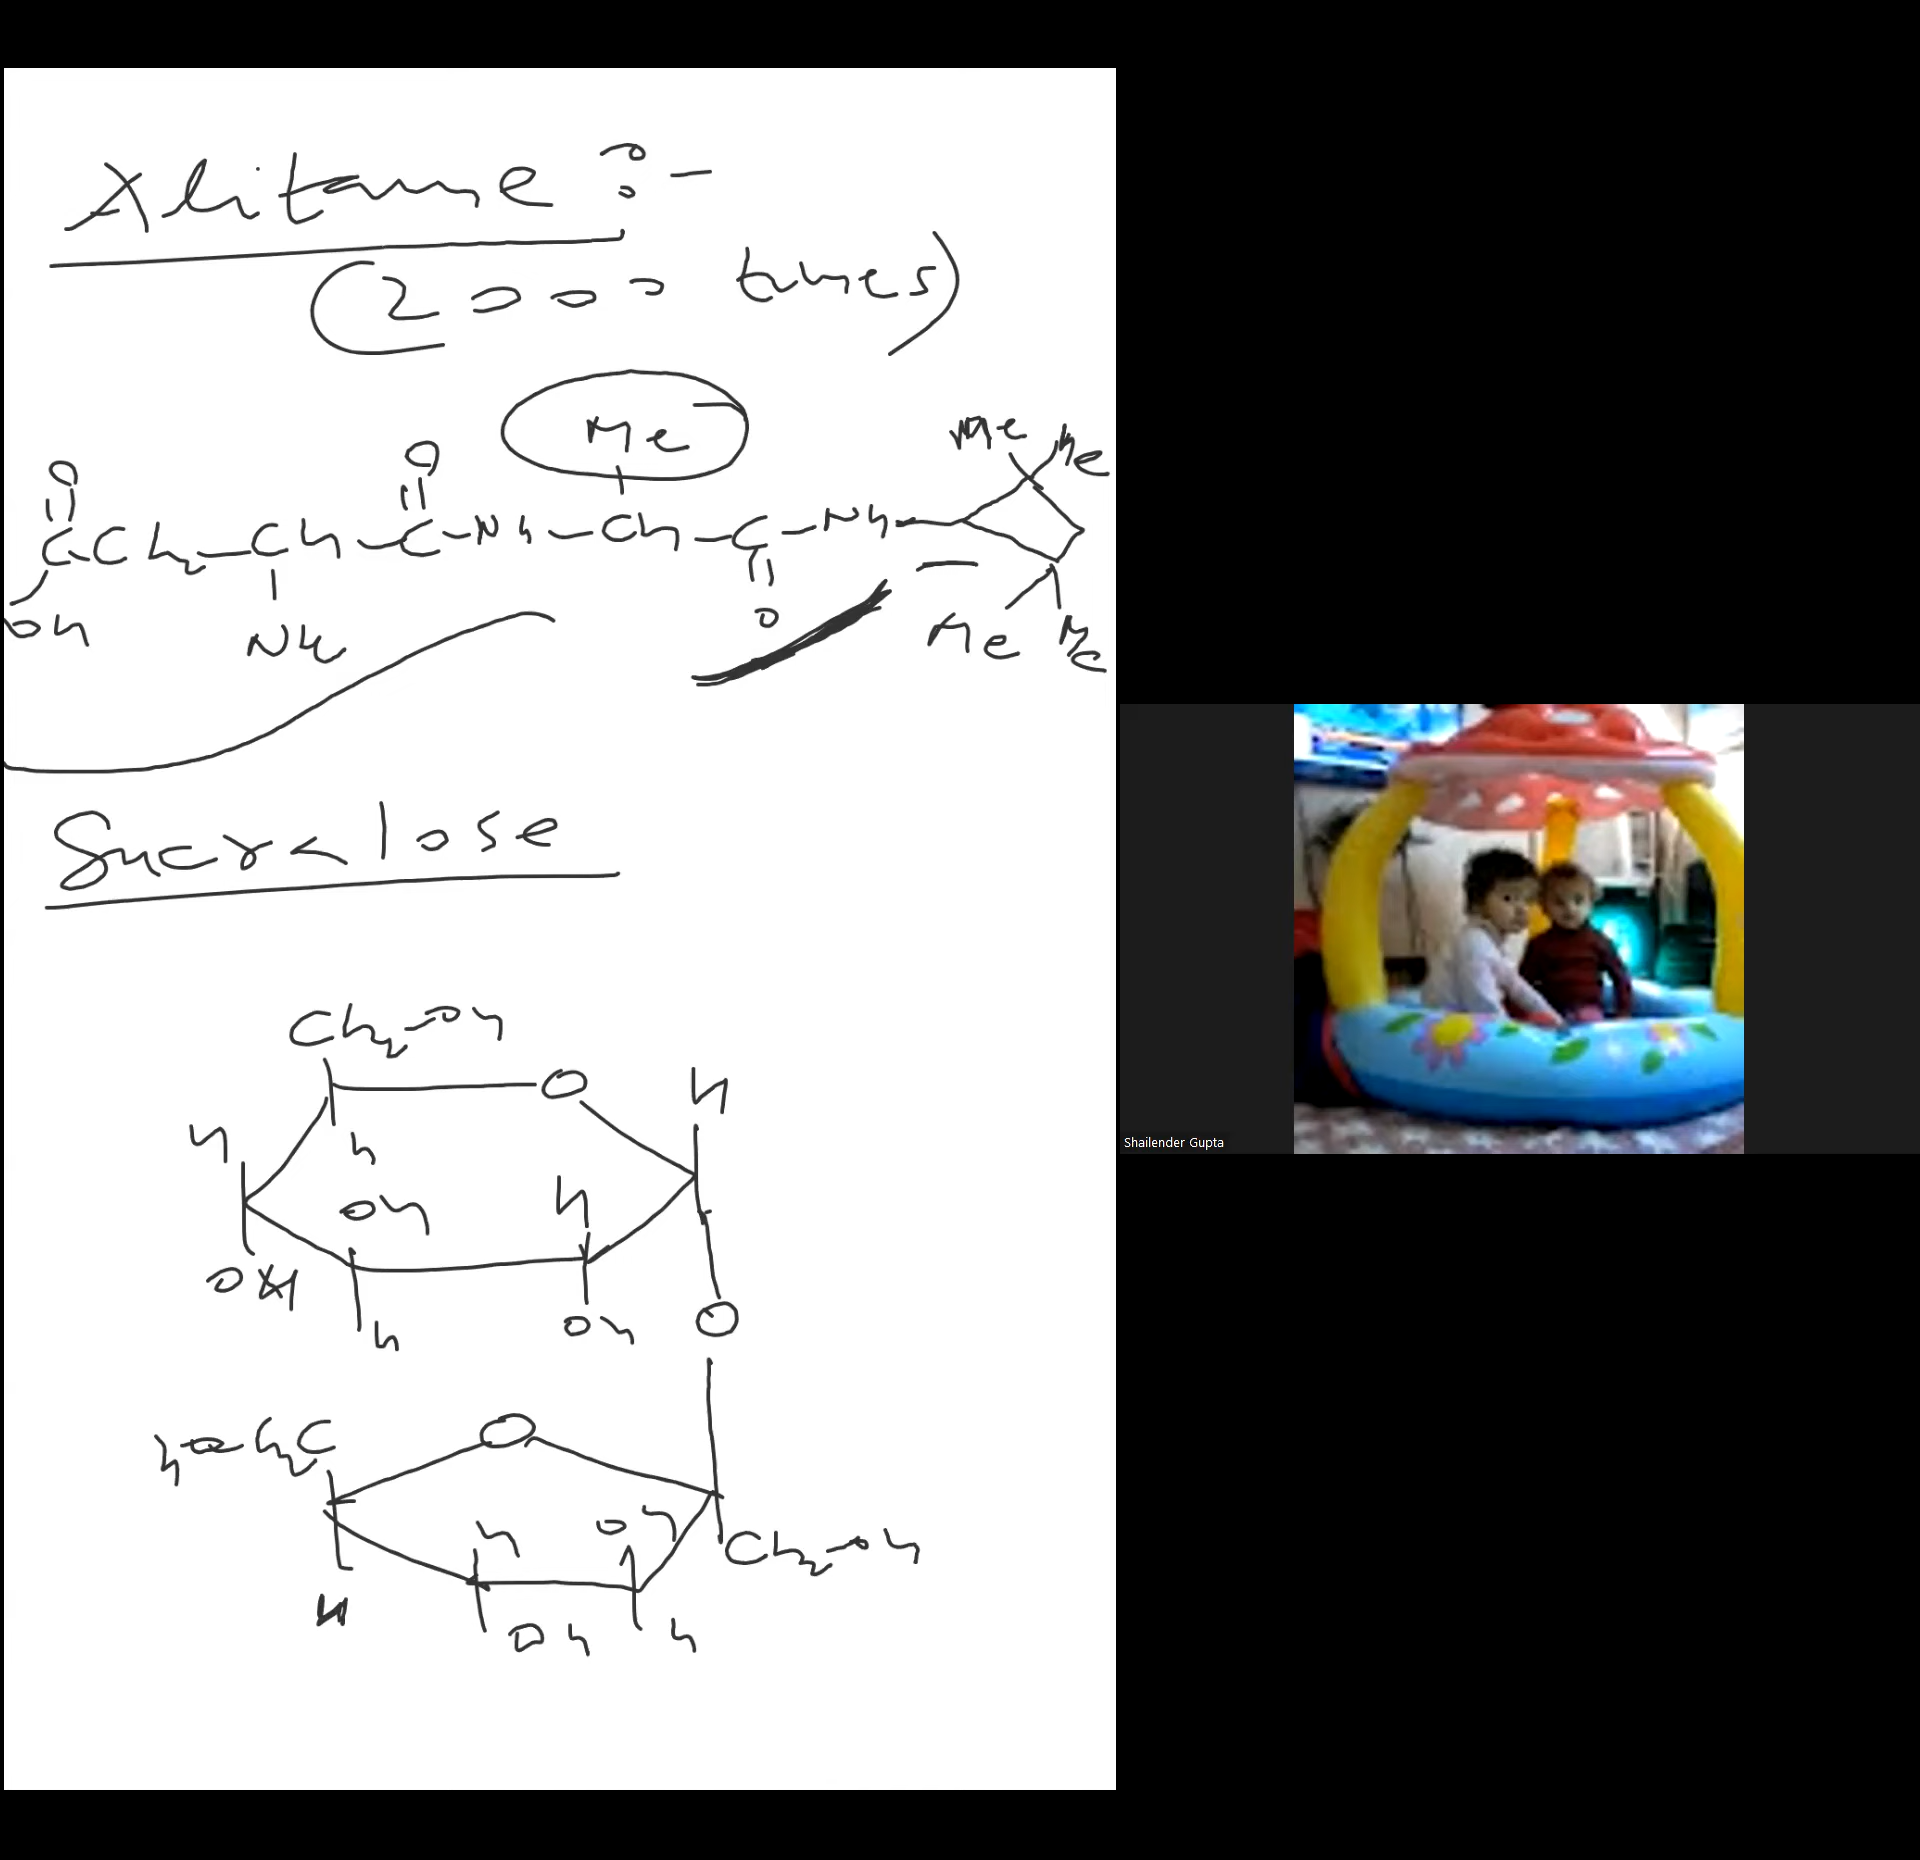 Alitame :-
(2000 times)
Me
Me Me
O O
C CH2 - CH - C - NH - CH - C - NH
OH NH2 O Me Me
Sucralose
CH2-OH
O H
H H
OH H
OH H OH O
H-O-H2C O
H OH CH2-OH
H OH H
Shailender Gupta